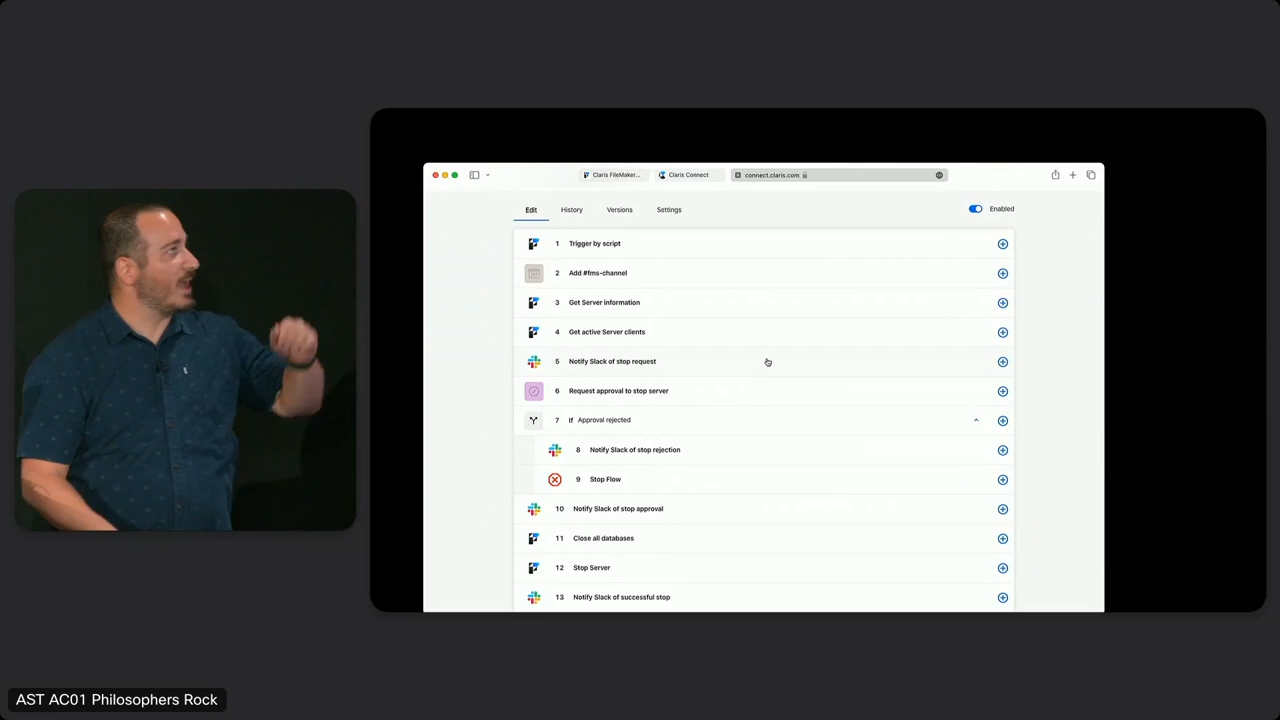 Claris FileMaker...
Claris Connect
connect.claris.com
Edit
History
Versions
Settings
Enabled
1 Trigger by script
2 Add #fms-channel
3 Get Server information
4 Get active Server clients
5 Notify Slack of stop request
6 Request approval to stop server
7 If Approval rejected
8 Notify Slack of stop rejection
9 Stop Flow
10 Notify Slack of stop approval
11 Close all databases
12 Stop Server
13 Notify Slack of successful stop
AST AC01 Philosophers Rock